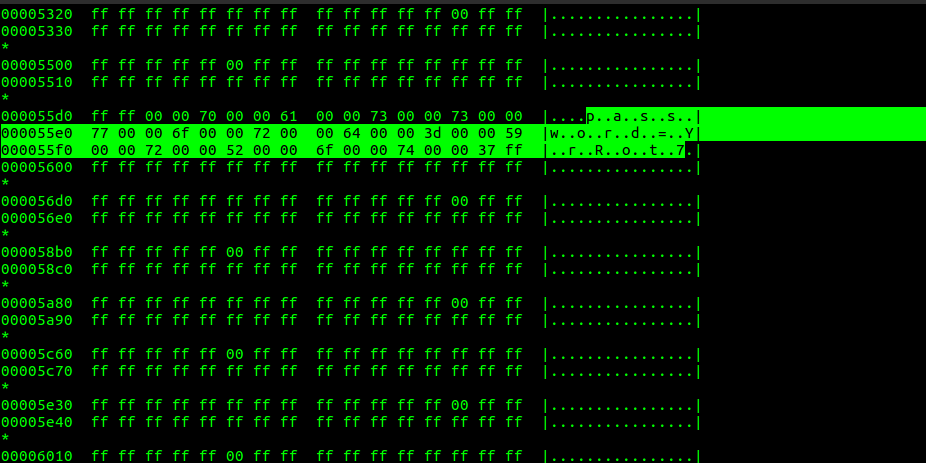 00005320  ff ff ff ff ff ff ff ff  ff ff ff ff ff 00 ff ff  |................|
00005330  ff ff ff ff ff ff ff ff  ff ff ff ff ff ff ff ff  |................|
*
00005500  ff ff ff ff ff 00 ff ff  ff ff ff ff ff ff ff ff  |................|
00005510  ff ff ff ff ff ff ff ff  ff ff ff ff ff ff ff ff  |................|
*
000055d0  ff ff 00 00 70 00 00 61  00 00 73 00 00 73 00 00  |....p..a..s..s..|
000055e0  77 00 00 6f 00 00 72 00  00 64 00 00 3d 00 00 59  |w..o..r..d..=..Y|
000055f0  00 00 72 00 00 52 00 00  6f 00 00 74 00 00 37 ff  |..r..R..o..t..7.|
00005600  ff ff ff ff ff ff ff ff  ff ff ff ff ff ff ff ff  |................|
*
000056d0  ff ff ff ff ff ff ff ff  ff ff ff ff ff 00 ff ff  |................|
000056e0  ff ff ff ff ff ff ff ff  ff ff ff ff ff ff ff ff  |................|
*
000058b0  ff ff ff ff ff 00 ff ff  ff ff ff ff ff ff ff ff  |................|
000058c0  ff ff ff ff ff ff ff ff  ff ff ff ff ff ff ff ff  |................|
*
00005a80  ff ff ff ff ff ff ff ff  ff ff ff ff ff 00 ff ff  |................|
00005a90  ff ff ff ff ff ff ff ff  ff ff ff ff ff ff ff ff  |................|
*
00005c60  ff ff ff ff ff 00 ff ff  ff ff ff ff ff ff ff ff  |................|
00005c70  ff ff ff ff ff ff ff ff  ff ff ff ff ff ff ff ff  |................|
*
00005e30  ff ff ff ff ff ff ff ff  ff ff ff ff ff 00 ff ff  |................|
00005e40  ff ff ff ff ff ff ff ff  ff ff ff ff ff ff ff ff  |................|
*
00006010  ff ff ff ff ff 00 ff ff  ff ff ff ff ff ff ff ff  |................|